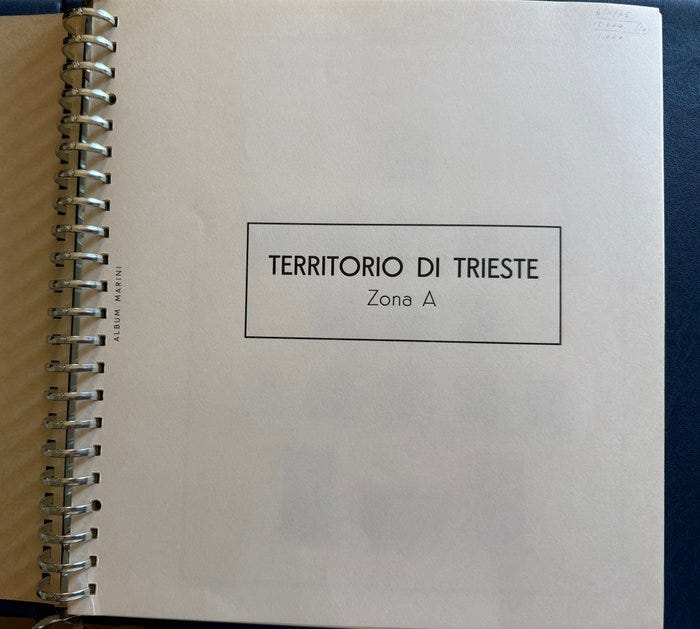 TERRITORIO DI TRIESTE
Zona A
ALBUM MARINI